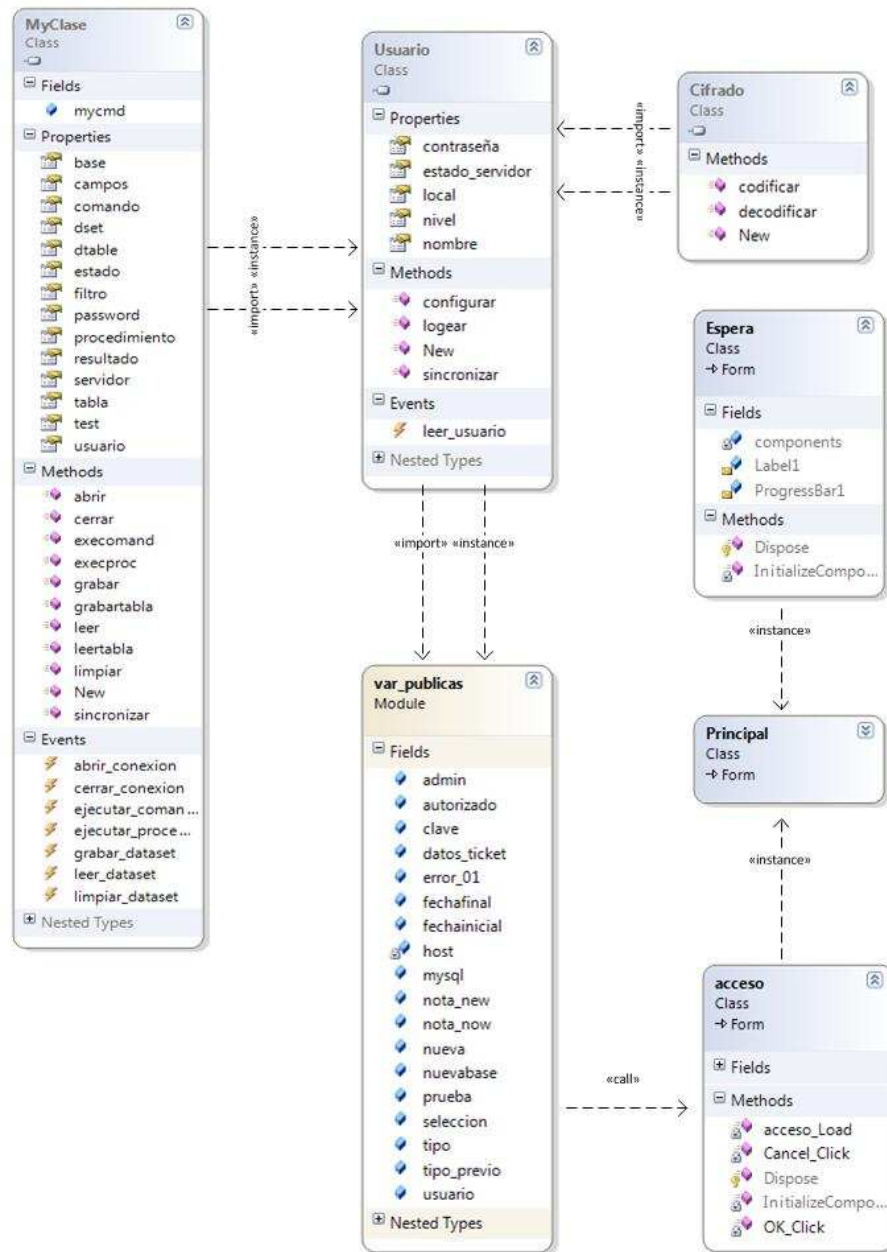 MyClase
Class
Fields
mycmd
Properties
base
campos
comando
dset
dtable
estado
filtro
password
procedimiento
resultado
servidor
tabla
test
usuario
Methods
abrir
cerrar
execomand
execproc
grabar
grabartabla
leer
leertabla
limpiar
New
sincronizar
Events
abrir_conexion
cerrar_conexion
ejecutar_coman...
ejecutar_proce...
grabar_dataset
leer_dataset
limpiar_dataset
Nested Types
«import» «instance»
Usuario
Class
Properties
contraseña
estado_servidor
local
nivel
nombre
Methods
configurar
logear
New
sincronizar
Events
leer_usuario
Nested Types
«import» «instance»
Cifrado
Class
Methods
codificar
decodificar
New
«import» «instance»
var_publicas
Module
Fields
admin
autorizado
clave
datos_ticket
error_01
fechafinal
fechainicial
host
mysql
nota_new
nota_now
nueva
nuevabase
prueba
seleccion
tipo
tipo_previo
usuario
Nested Types
«call»
Espera
Class
Form
Fields
components
Label1
ProgressBar1
Methods
Dispose
InitializeCompo...
«instance»
Principal
Class
Form
«instance»
acceso
Class
Form
Fields
Methods
acceso_Load
Cancel_Click
Dispose
InitializeCompo...
OK_Click